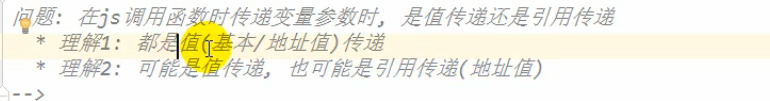 问题: 在js调用函数时传递变量参数时, 是值传递还是引用传递
* 理解1: 都是值(基本/地址值)传递
* 理解2: 可能是值传递, 也可能是引用传递(地址值)
-->